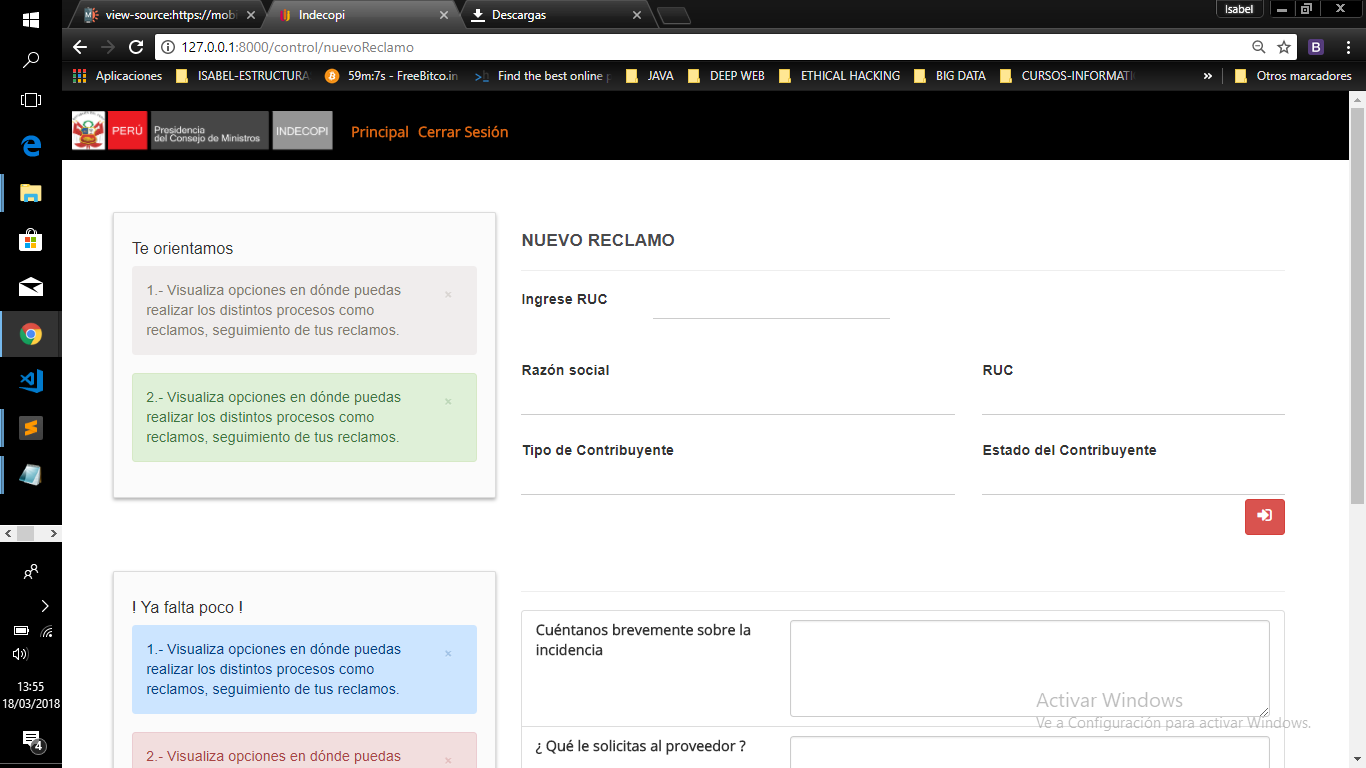 view-source:https://mobi
Indecopi
Descargas
Isabel
127.0.0.1:8000/control/nuevoReclamo
Aplicaciones
ISABEL-ESTRUCTURA
59m:7s - FreeBitco.in
Find the best online p
JAVA
DEEP WEB
ETHICAL HACKING
BIG DATA
CURSOS-INFORMATI
»
Otros marcadores
PERÚ
Presidencia
del Consejo de Ministros
INDECOPI
Principal
Cerrar Sesión
Te orientamos
1.- Visualiza opciones en dónde puedas
realizar los distintos procesos como
reclamos, seguimiento de tus reclamos.
×
2.- Visualiza opciones en dónde puedas
realizar los distintos procesos como
reclamos, seguimiento de tus reclamos.
×
NUEVO RECLAMO
Ingrese RUC
Razón social
RUC
Tipo de Contribuyente
Estado del Contribuyente
! Ya falta poco !
1.- Visualiza opciones en dónde puedas
realizar los distintos procesos como
reclamos, seguimiento de tus reclamos.
×
2.- Visualiza opciones en dónde puedas
×
Cuéntanos brevemente sobre la
incidencia
¿ Qué le solicitas al proveedor ?
Activar Windows
Ve a Configuración para activar Windows.
13:55
18/03/2018
4